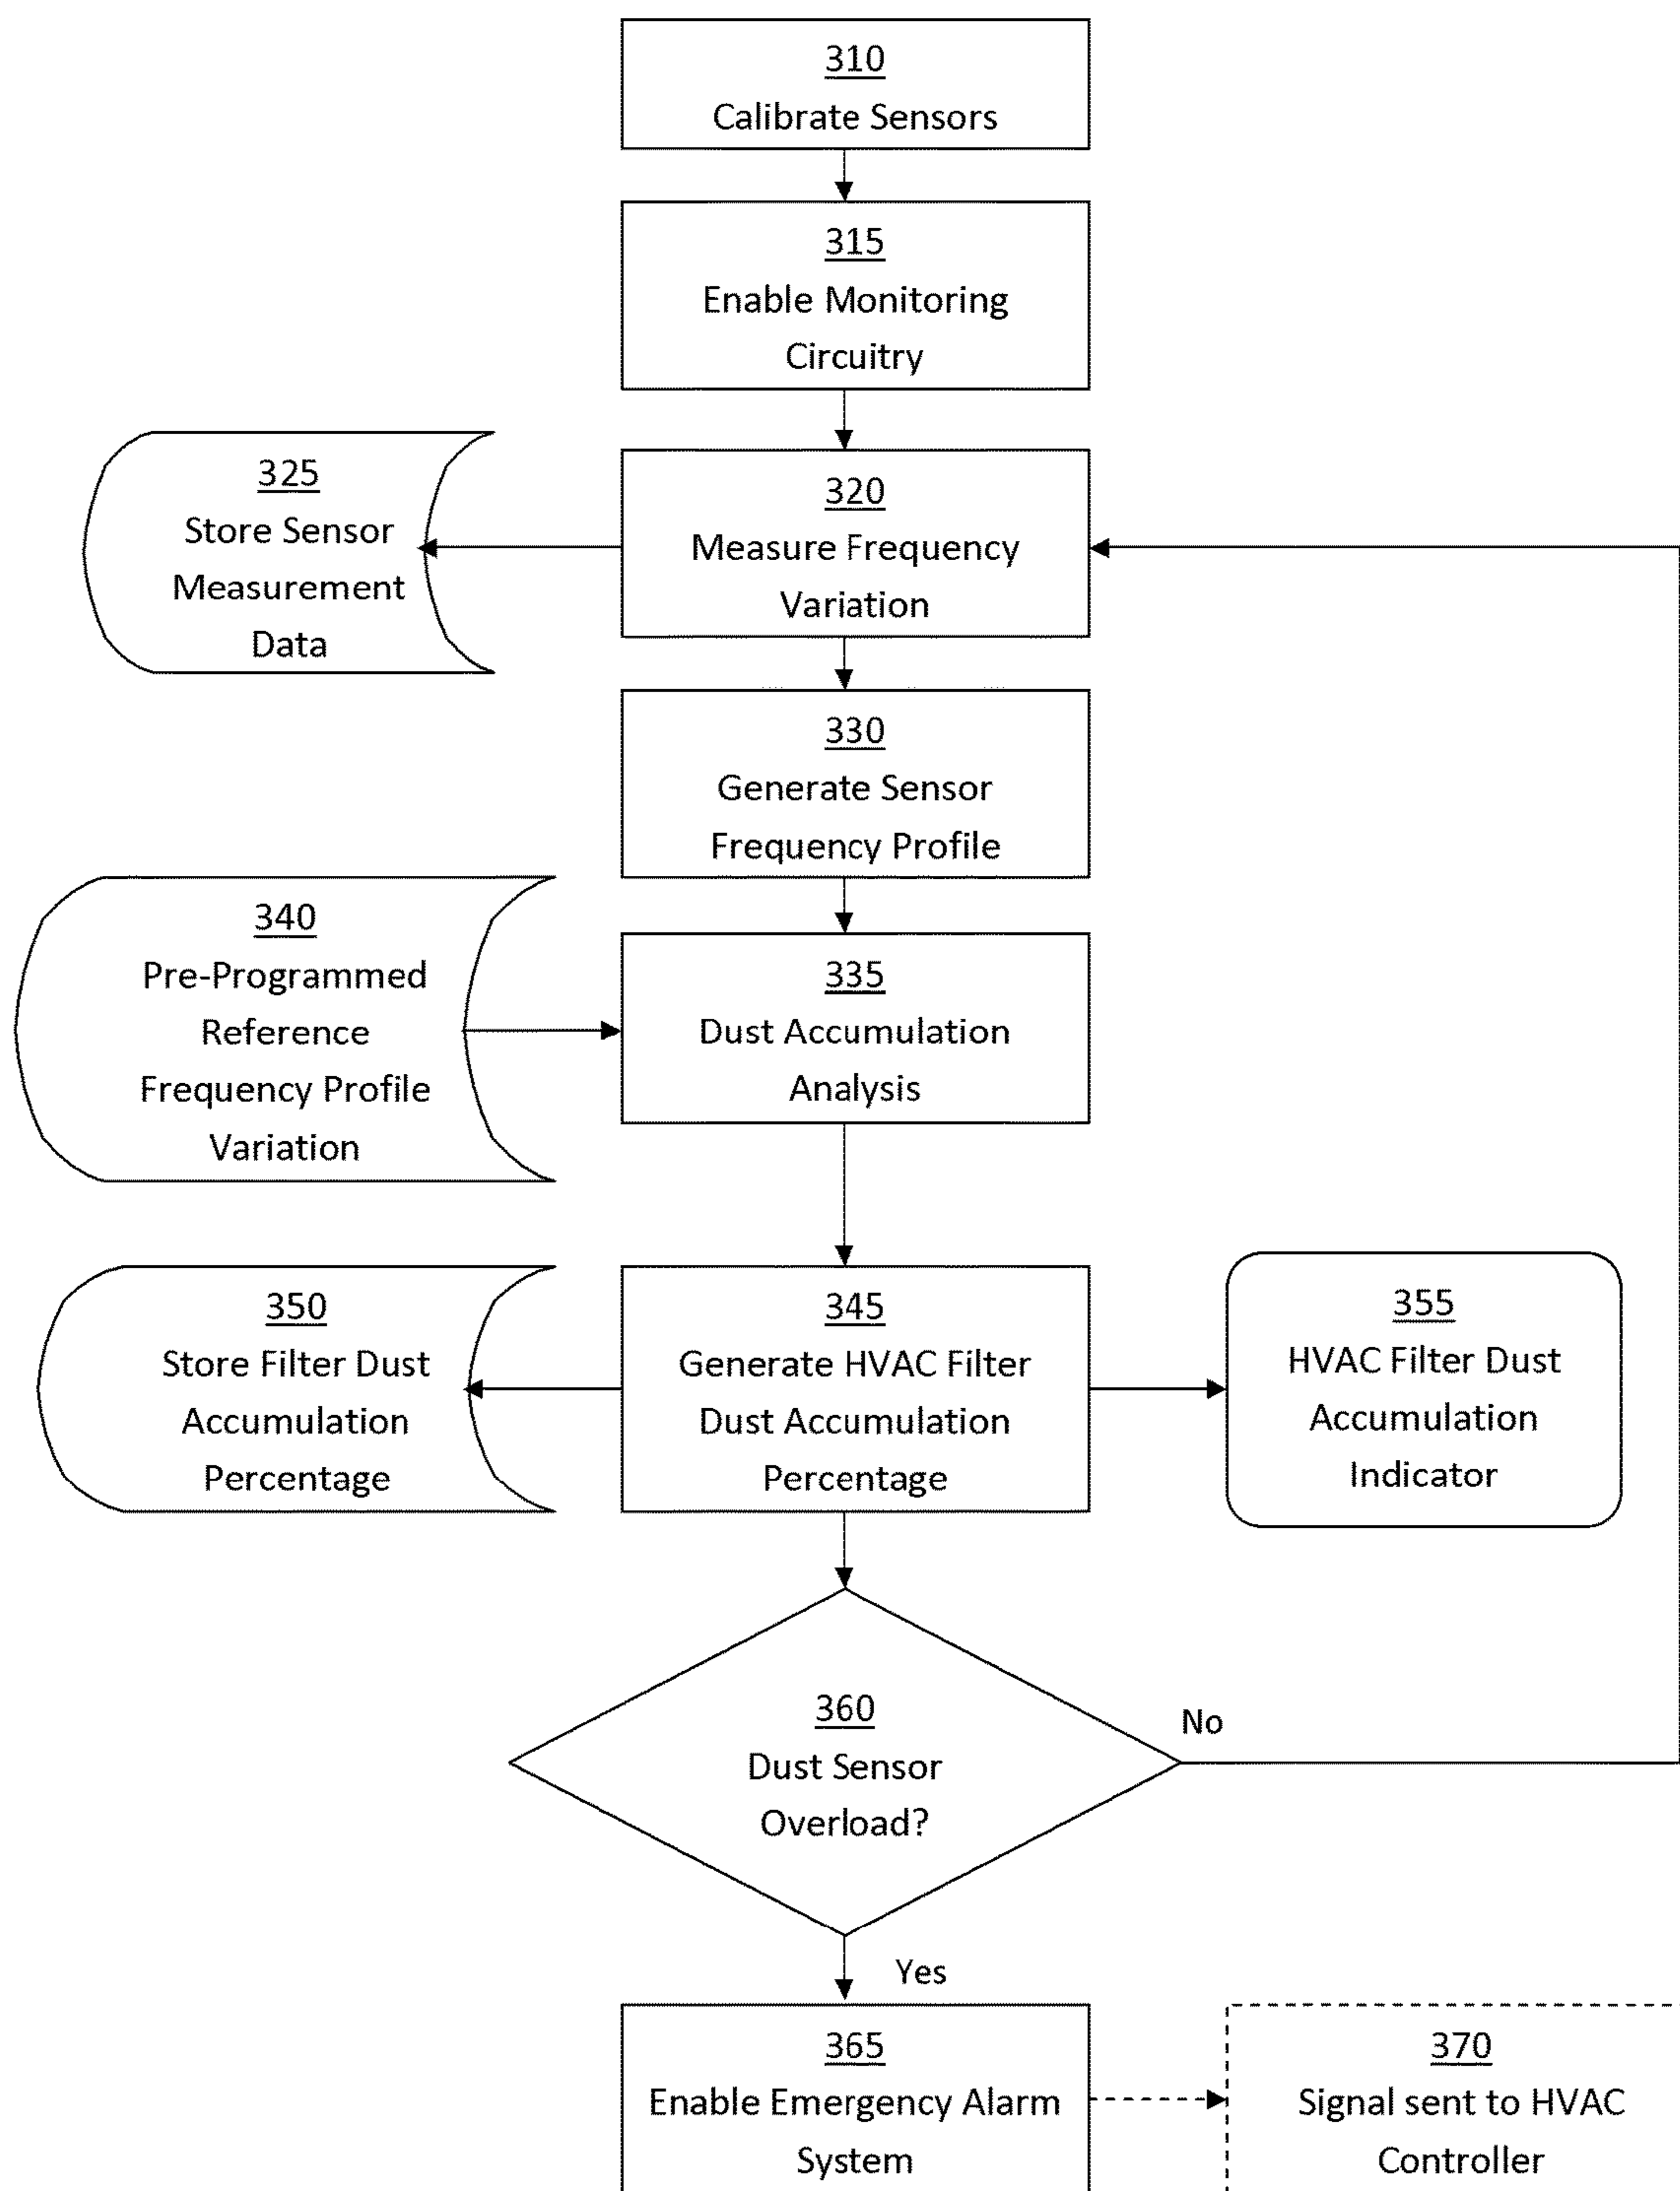 310
Calibrate Sensors
315
Enable Monitoring
Circuitry
325
Store Sensor
Measurement
Data
320
Measure Frequency
Variation
330
Generate Sensor
Frequency Profile
340
Pre-Programmed
Reference
Frequency Profile
Variation
335
Dust Accumulation
Analysis
350
Store Filter Dust
Accumulation
Percentage
345
Generate HVAC Filter
Dust Accumulation
Percentage
355
HVAC Filter Dust
Accumulation
Indicator
360
Dust Sensor
Overload?
No
Yes
365
Enable Emergency Alarm
System
370
Signal sent to HVAC
Controller